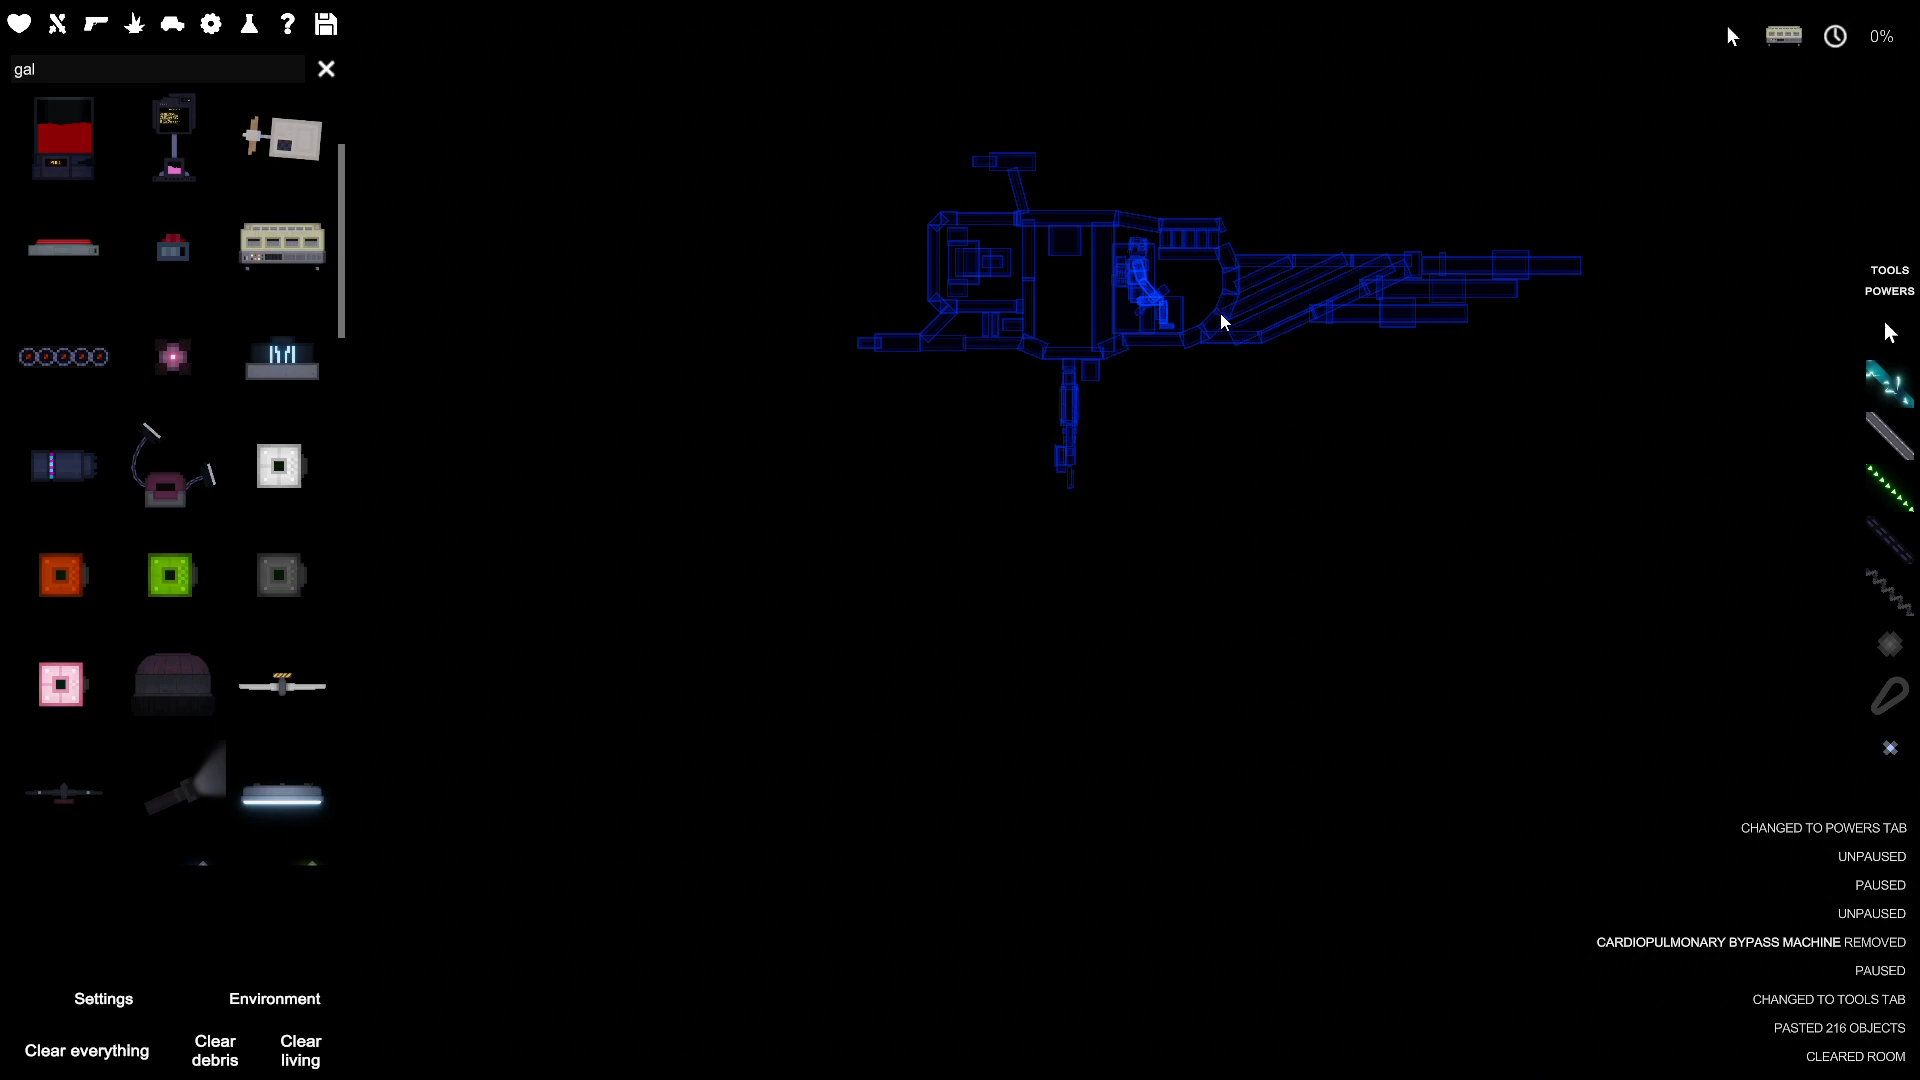 gal
0%
TOOLS
POWERS
CHANGED TO POWERS TAB
UNPAUSED
PAUSED
UNPAUSED
CARDIOPULMONARY BYPASS MACHINE REMOVED
PAUSED
CHANGED TO TOOLS TAB
PASTED 216 OBJECTS
CLEARED ROOM
Settings
Environment
Clear everything
Clear
debris
Clear
living